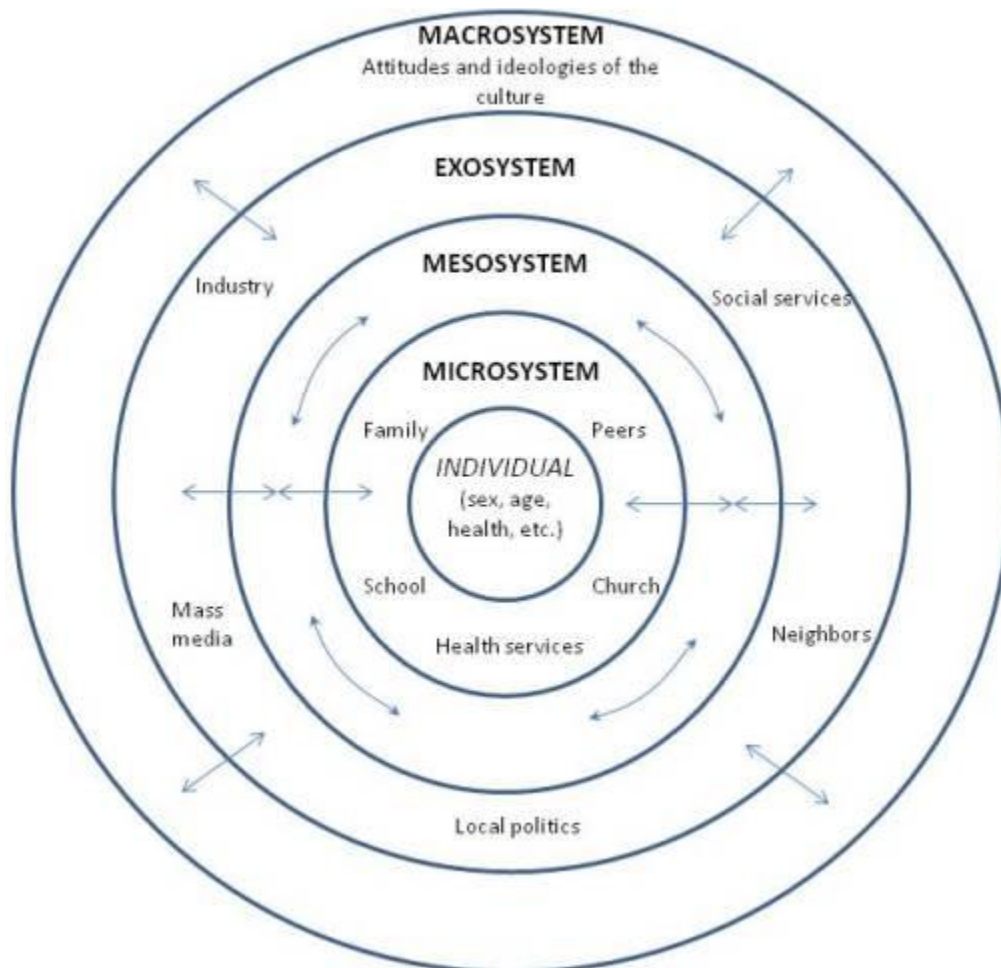 MACROSYSTEM
Attitudes and ideologies of the
culture
EXOSYSTEM
MESOSYSTEM
Industry
Social services
MICROSYSTEM
Family
Peers
INDIVIDUAL
(sex, age,
health, etc.)
School
Church
Mass
media
Neighbors
Health services
Local politics